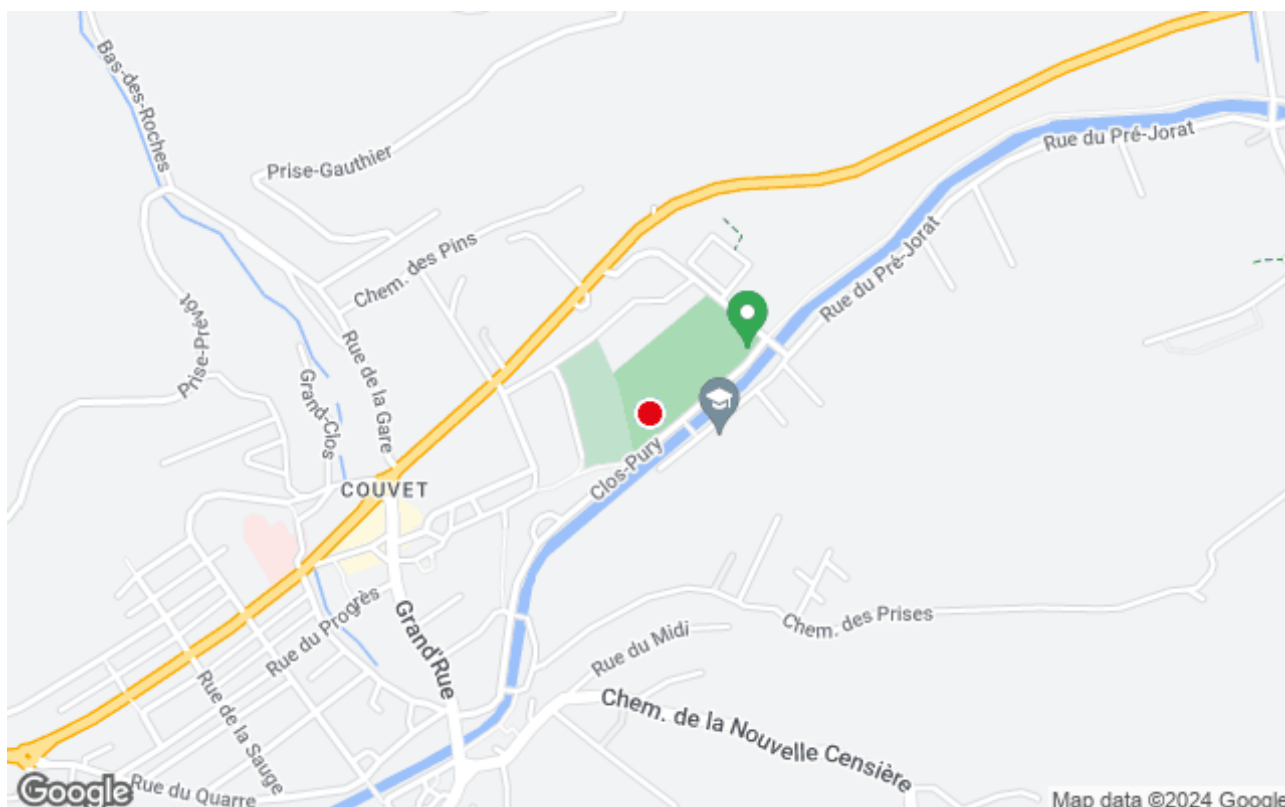 Bas-des-Roches
Prise-Gauthier
Rue du Pré-Jorat
Chem. des Pins
Rue du Pré-Jorat
Prise-Prévôt
Rue de la Gare
Grand-Clos
COUVET
Clos-Pury
Rue du Progrès
Grand'Rue
Chem. des Prises
Rue du Midi
Rue de la Sauge
Chem. de la Nouvelle Censière
Rue du Quarre
Google
Map data ©2024 Google